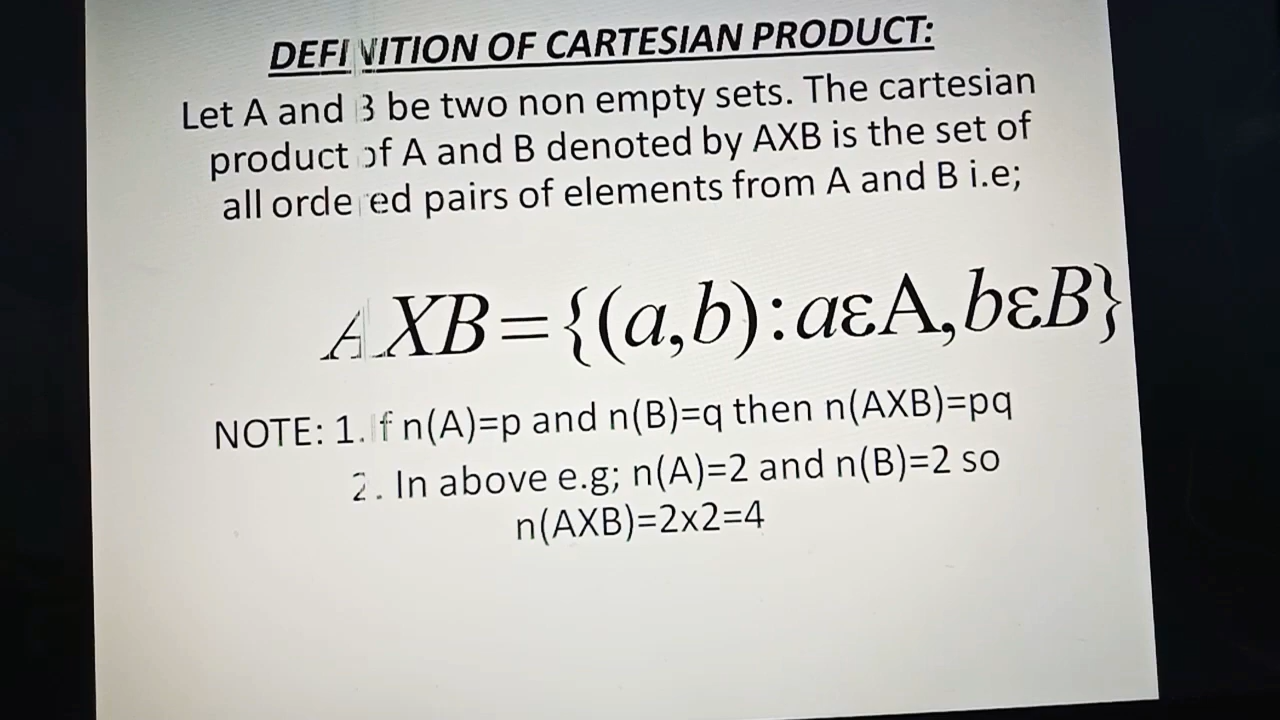 DEFINITION OF CARTESIAN PRODUCT:
Let A and B be two non empty sets. The cartesian
product of A and B denoted by AXB is the set of
all ordered pairs of elements from A and B i.e;
AXB={(a,b):aεA,bεB}
NOTE: 1. If n(A)=p and n(B)=q then n(AXB)=pq
2. In above e.g; n(A)=2 and n(B)=2 so
n(AXB)=2x2=4